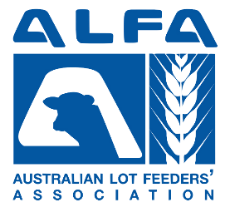 ALFA
AUSTRALIAN LOT FEEDERS'
ASSOCIATION